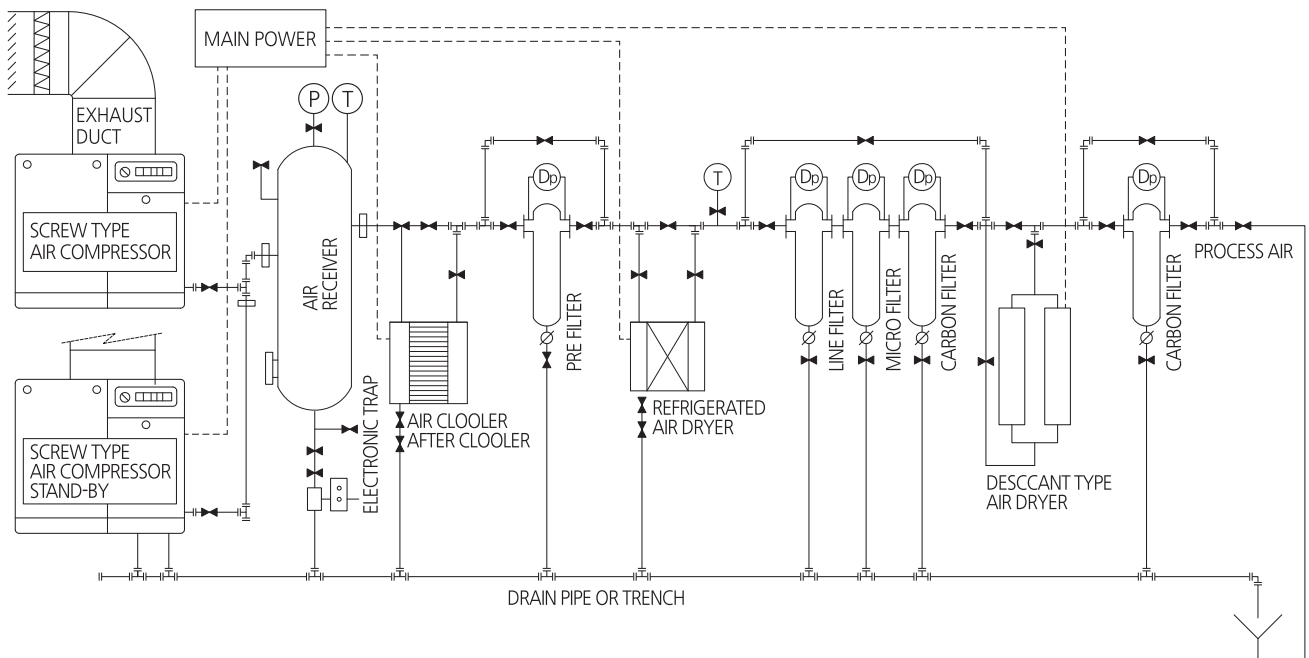 MAIN POWER
EXHAUST
DUCT
P
T
SCREW TYPE
AIR COMPRESSOR
AIR
RECEIVER
SCREW TYPE
AIR COMPRESSOR
STAND-BY
ELECTRONIC TRAP
AIR CLOOLER
AFTER CLOOLER
Dp
PRE FILTER
REFRIGERATED
AIR DRYER
T
Dp
Dp
Dp
LINE FILTER
MICRO FILTER
CARBON FILTER
DESCCANT TYPE
AIR DRYER
Dp
CARBON FILTER
PROCESS AIR
DRAIN PIPE OR TRENCH